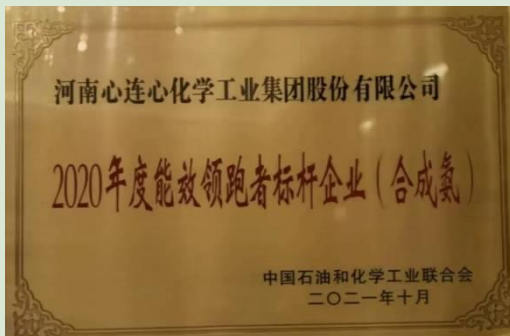 河南心连心化学工业集团股份有限公司
2020年度能效领跑者标杆企业（合成氨）
中国石油和化学工业联合会
二〇二一年十月